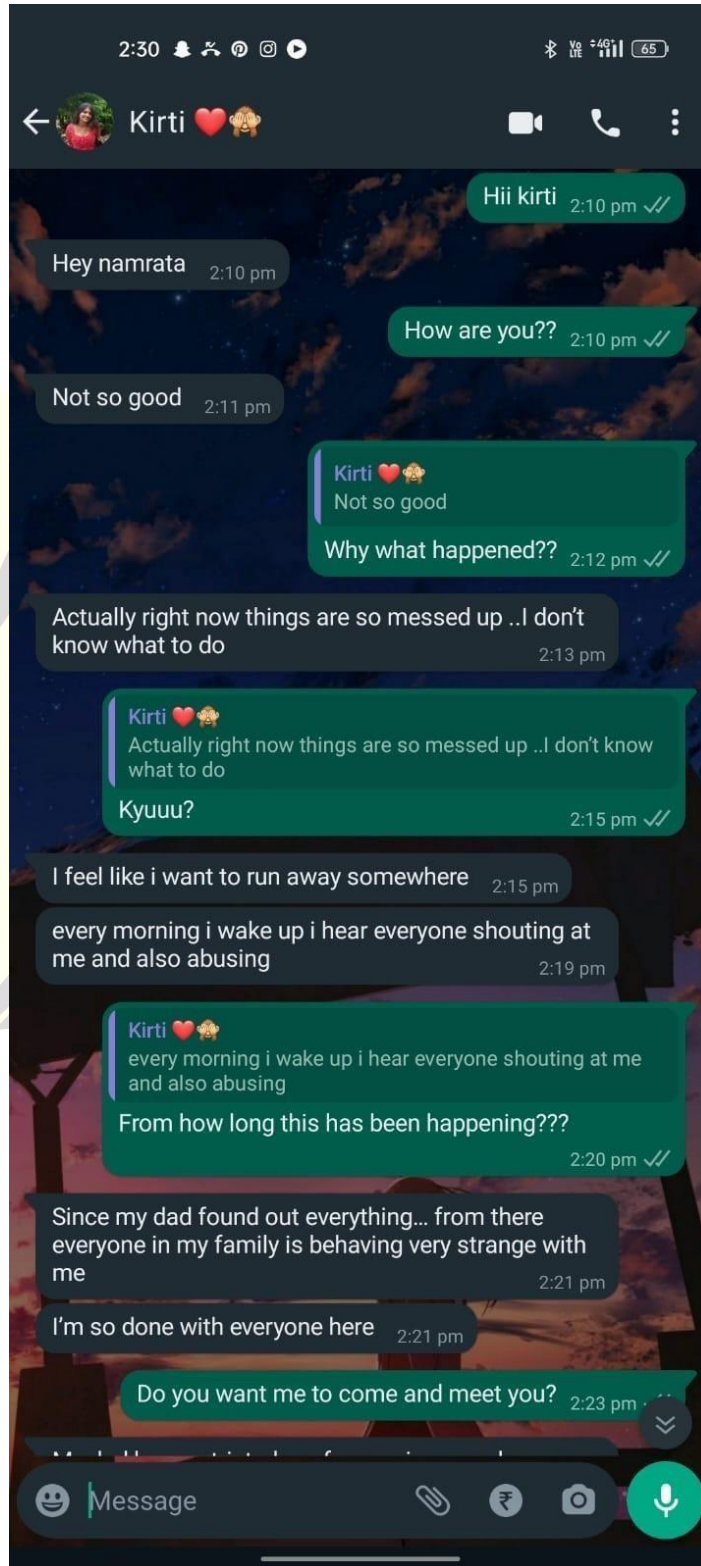 2:30
Vo LTE 4G+ 65
Kirti ❤️🙈
Hii kirti 2:10 pm
Hey namrata 2:10 pm
How are you?? 2:10 pm
Not so good 2:11 pm
Kirti ❤️🙈
Not so good
Why what happened?? 2:12 pm
Actually right now things are so messed up ..I don't
know what to do
2:13 pm
Kirti ❤️🙈
Actually right now things are so messed up ..I don't know
what to do
Kyuuu?
2:15 pm
I feel like i want to run away somewhere 2:15 pm
every morning i wake up i hear everyone shouting at
me and also abusing
2:19 pm
Kirti ❤️🙈
every morning i wake up i hear everyone shouting at me
and also abusing
From how long this has been happening???
2:20 pm
Since my dad found out everything... from there
everyone in my family is behaving very strange with
me
2:21 pm
I'm so done with everyone here 2:21 pm
Do you want me to come and meet you? 2:23 pm
Message
₹